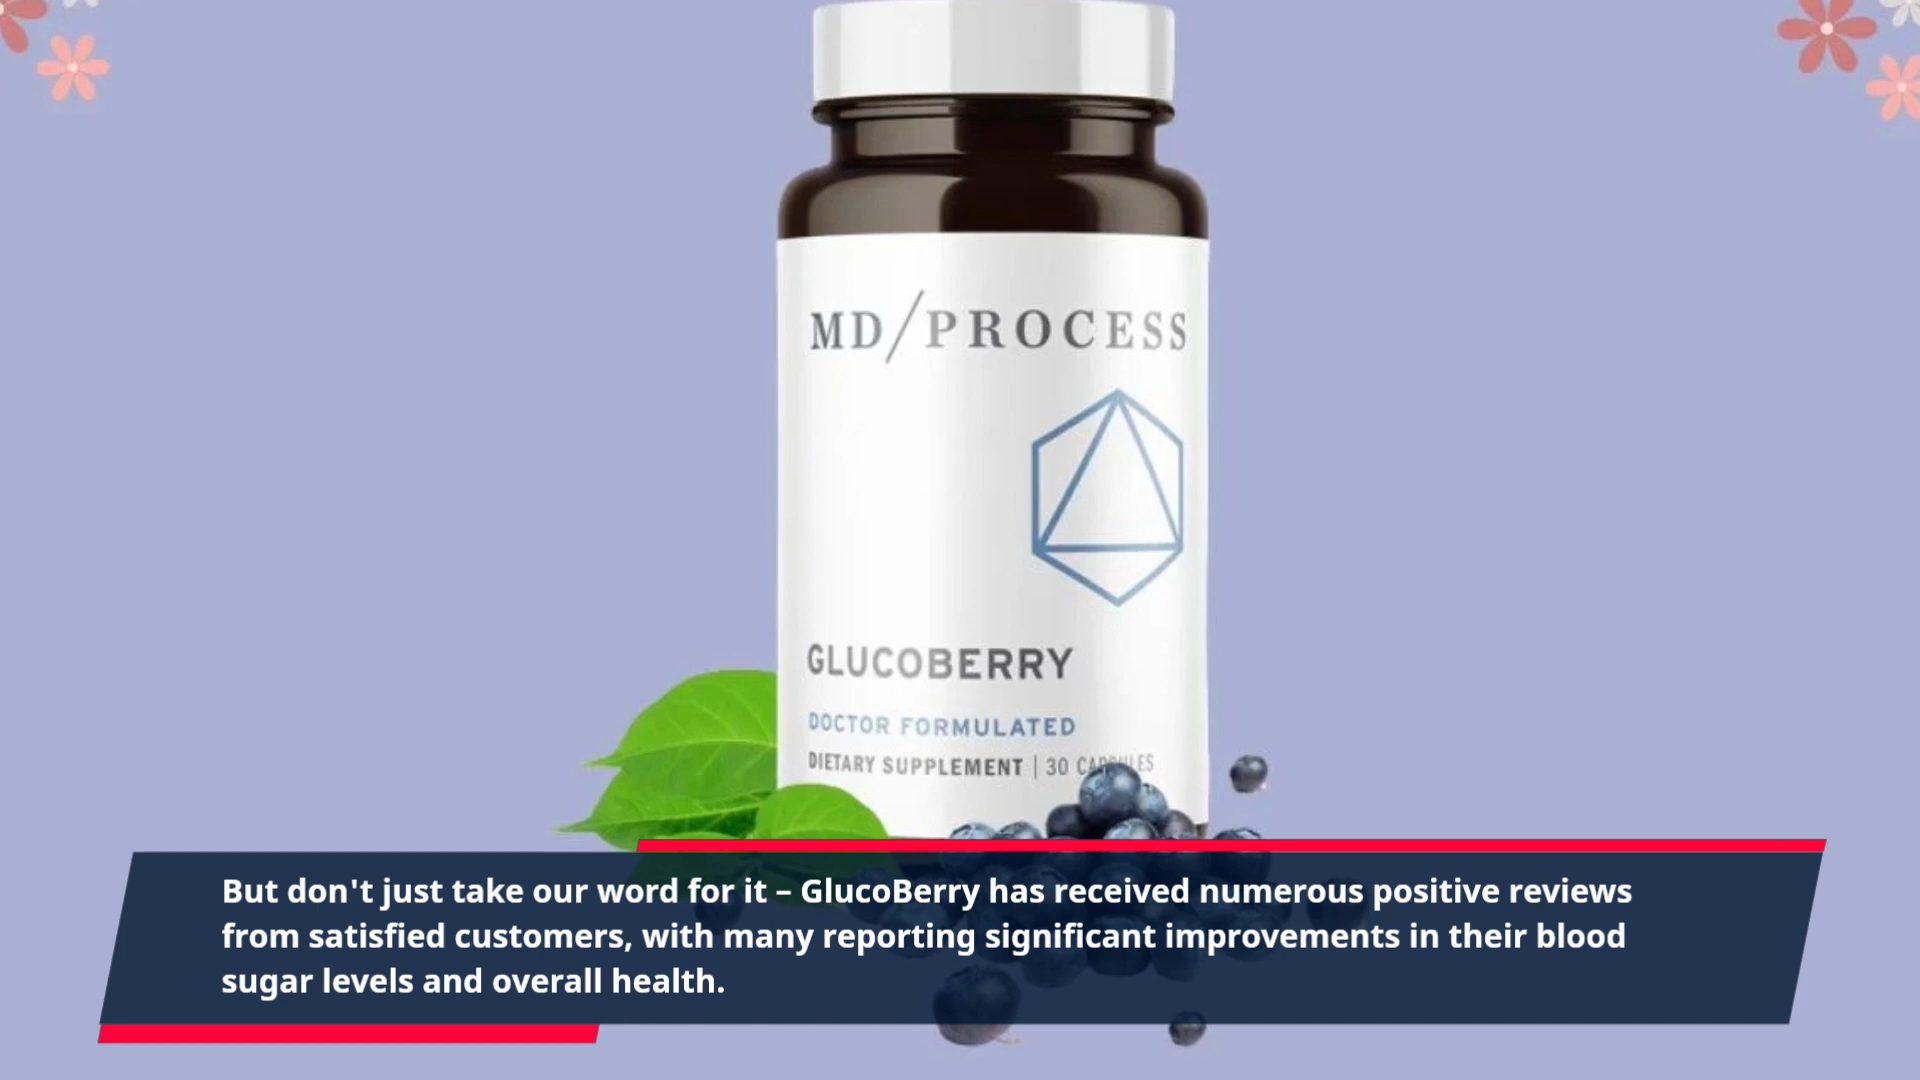 MD/PROCESS
GLUCOBERRY
DOCTOR FORMULATED
DIETARY SUPPLEMENT | 30 CAPSULES
But don't just take our word for it – GlucoBerry has received numerous positive reviews
from satisfied customers, with many reporting significant improvements in their blood
sugar levels and overall health.